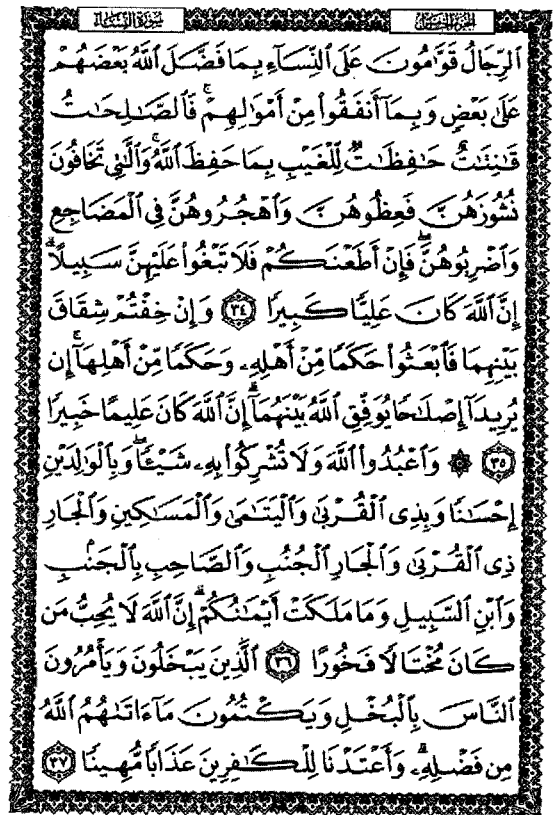 سورة النساء
الجزء الخامس
ٱلرِّجَالُ قَوَّٰمُونَ عَلَى ٱلنِّسَآءِ بِمَا فَضَّلَ ٱللَّهُ بَعْضَهُمْ
عَلَىٰ بَعْضٍ وَبِمَآ أَنفَقُوا۟ مِنْ أَمْوَٰلِهِمْ ۚ فَٱلصَّٰلِحَٰتُ
قَٰنِتَٰتٌ حَٰفِظَٰتٌ لِّلْغَيْبِ بِمَا حَفِظَ ٱللَّهُ ۚ وَٱلَّٰتِى تَخَافُونَ
نُشُوزَهُنَّ فَعِظُوهُنَّ وَٱهْجُرُوهُنَّ فِى ٱلْمَضَاجِعِ
وَٱضْرِبُوهُنَّ ۖ فَإِنْ أَطَعْنَكُمْ فَلَا تَبْغُوا۟ عَلَيْهِنَّ سَبِيلًا ۗ
إِنَّ ٱللَّهَ كَانَ عَلِيًّا كَبِيرًا ٣٤ وَإِنْ خِفْتُمْ شِقَاقَ
بَيْنِهِمَا فَٱبْعَثُوا۟ حَكَمًا مِّنْ أَهْلِهِۦ وَحَكَمًا مِّنْ أَهْلِهَآ إِن
يُرِيدَآ إِصْلَٰحًا يُوَفِّقِ ٱللَّهُ بَيْنَهُمَآ ۗ إِنَّ ٱللَّهَ كَانَ عَلِيمًا خَبِيرًا
٣٥ ۞ وَٱعْبُدُوا۟ ٱللَّهَ وَلَا تُشْرِكُوا۟ بِهِۦ شَيْـًٔا ۖ وَبِٱلْوَٰلِدَيْنِ
إِحْسَٰنًا وَبِذِى ٱلْقُرْبَىٰ وَٱلْيَتَٰمَىٰ وَٱلْمَسَٰكِينِ وَٱلْجَارِ
ذِى ٱلْقُرْبَىٰ وَٱلْجَارِ ٱلْجُنُبِ وَٱلصَّاحِبِ بِٱلْجَنۢبِ
وَٱبْنِ ٱلسَّبِيلِ وَمَا مَلَكَتْ أَيْمَٰنُكُمْ ۗ إِنَّ ٱللَّهَ لَا يُحِبُّ مَن
كَانَ مُخْتَالًا فَخُورًا ٣٦ ٱلَّذِينَ يَبْخَلُونَ وَيَأْمُرُونَ
ٱلنَّاسَ بِٱلْبُخْلِ وَيَكْتُمُونَ مَآ ءَاتَىٰهُمُ ٱللَّهُ
مِن فَضْلِهِۦ ۗ وَأَعْتَدْنَا لِلْكَٰفِرِينَ عَذَابًا مُّهِينًا ٣٧